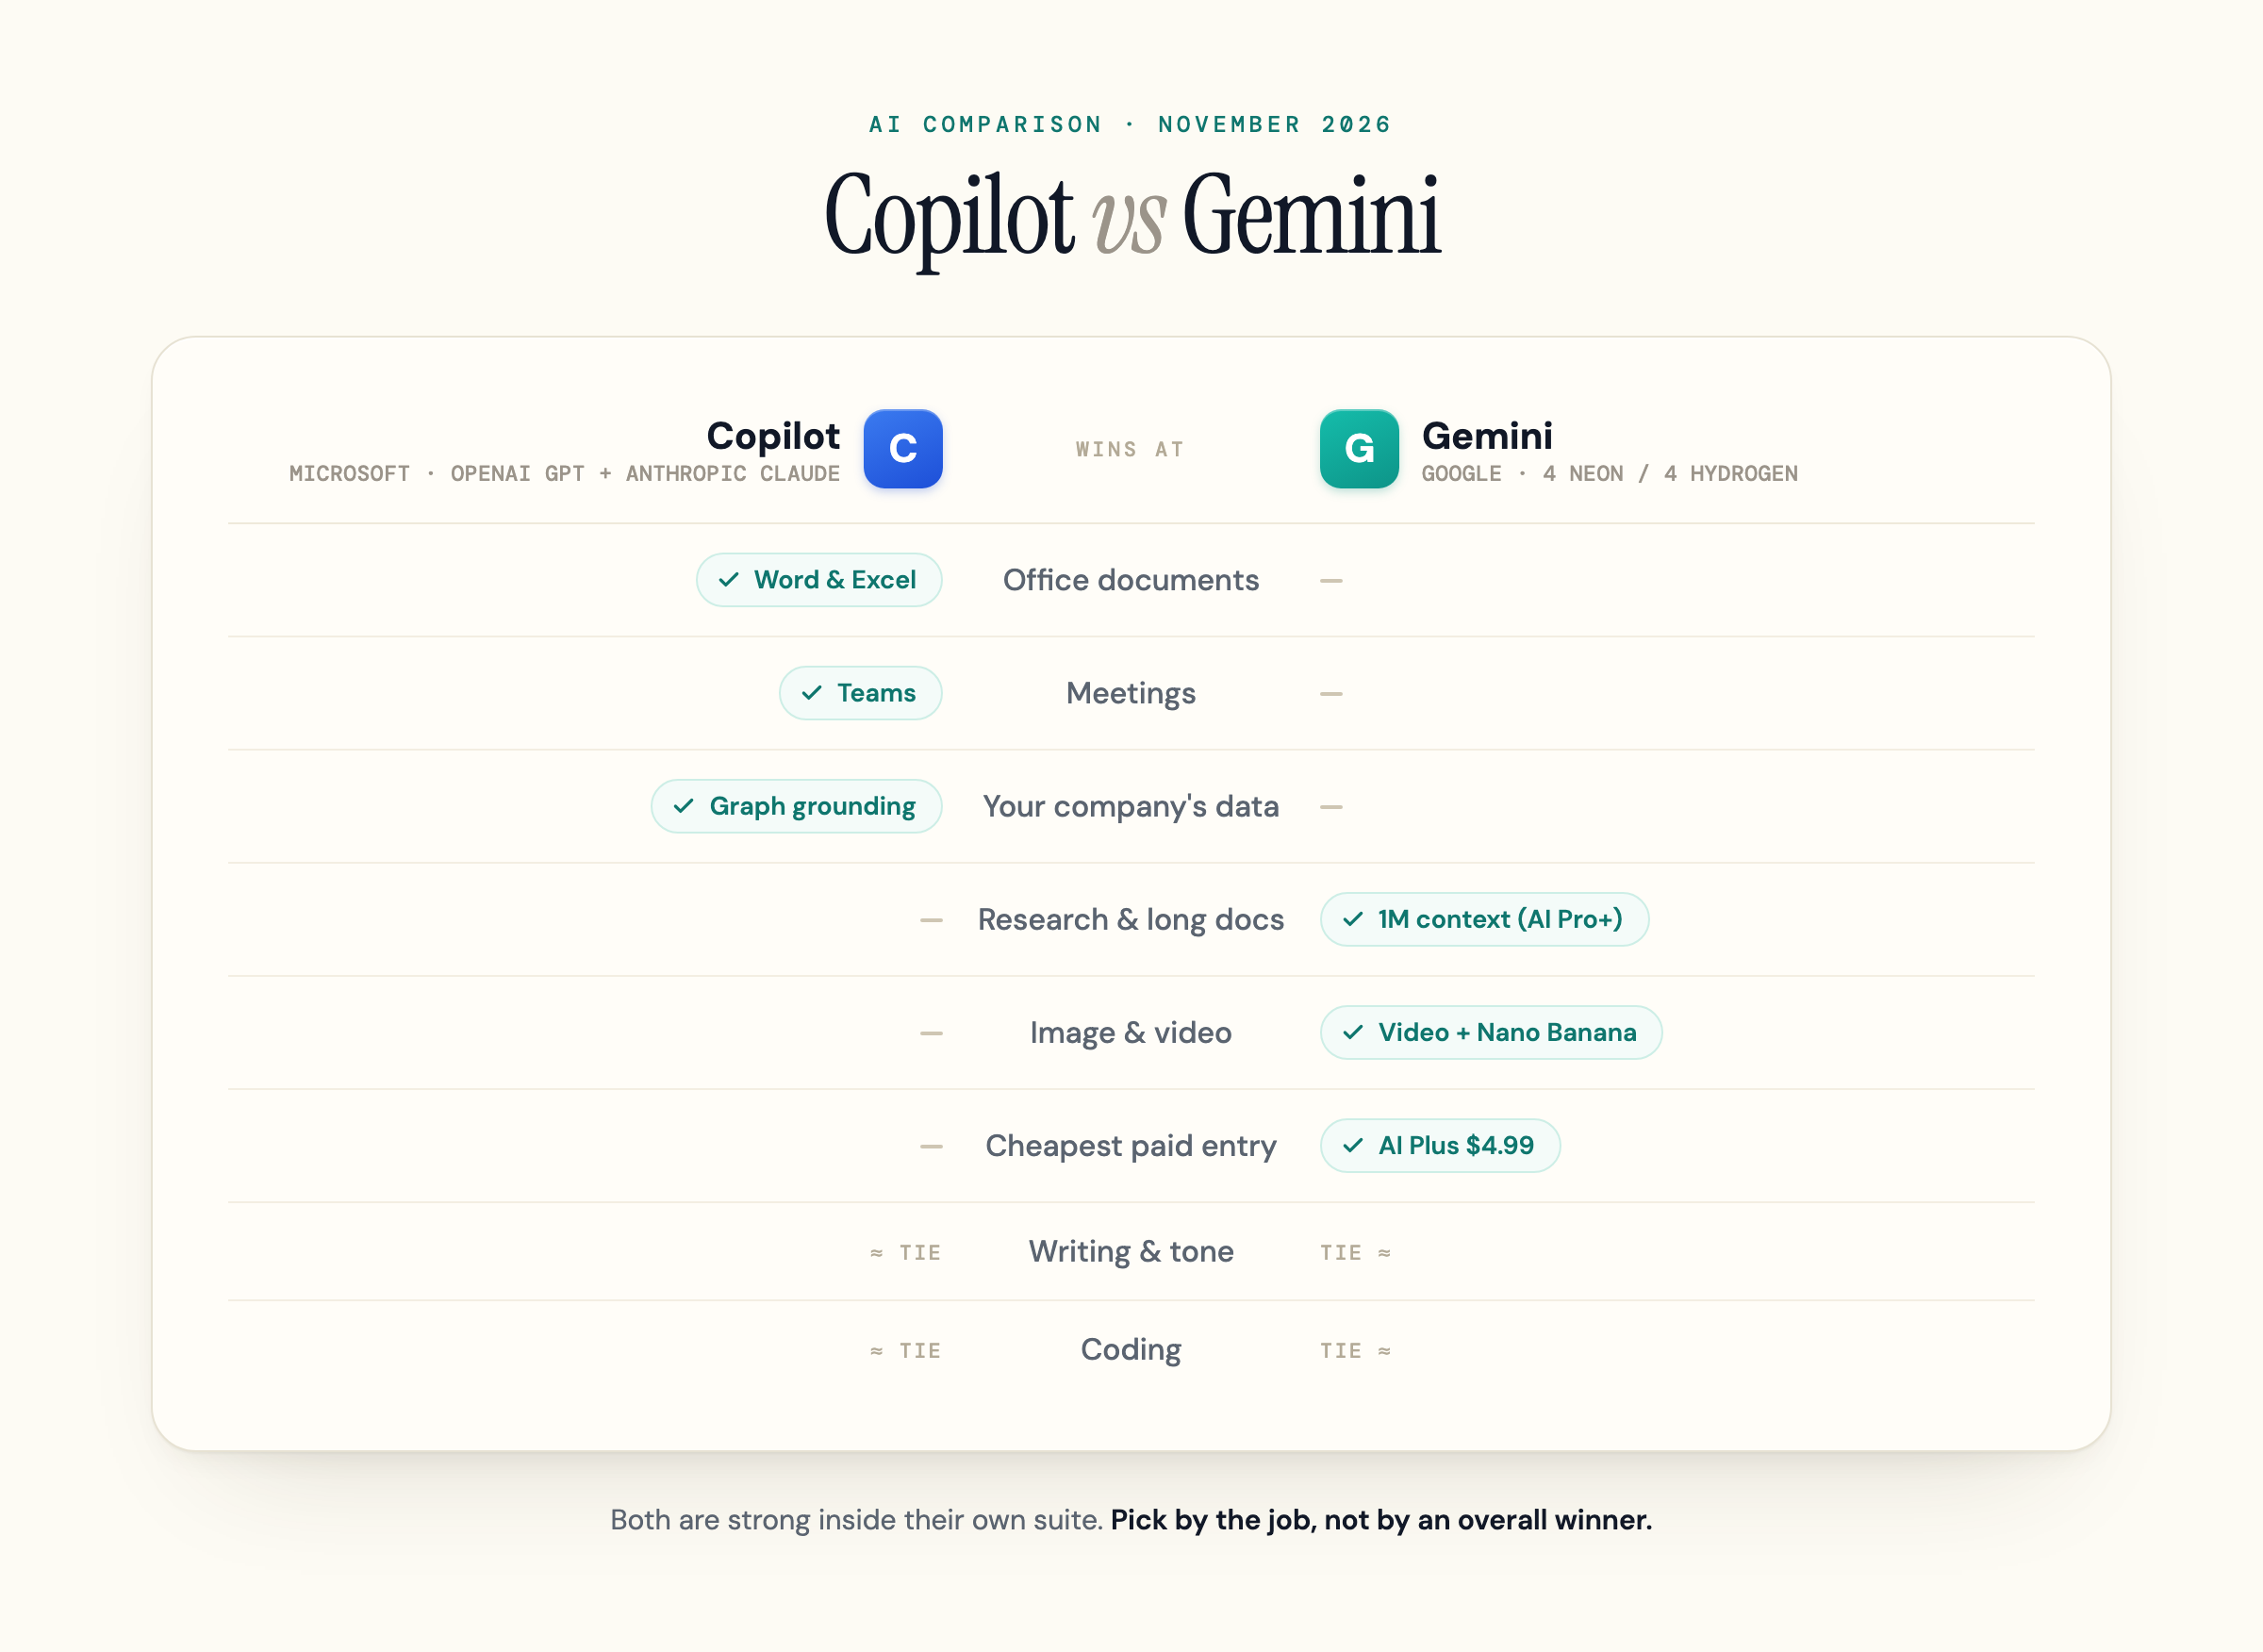 AI COMPARISON · NOVEMBER 2026
Copilot vs Gemini
Copilot
MICROSOFT · OPENAI GPT + ANTHROPIC CLAUDE
C
WINS AT
G
Gemini
GOOGLE · 4 NEON / 4 HYDROGEN
✓ Word & Excel Office documents —
✓ Teams Meetings —
✓ Graph grounding Your company's data —
— Research & long docs ✓ 1M context (AI Pro+)
— Image & video ✓ Video + Nano Banana
— Cheapest paid entry ✓ AI Plus $4.99
≈ TIE Writing & tone TIE ≈
≈ TIE Coding TIE ≈
Both are strong inside their own suite. Pick by the job, not by an overall winner.